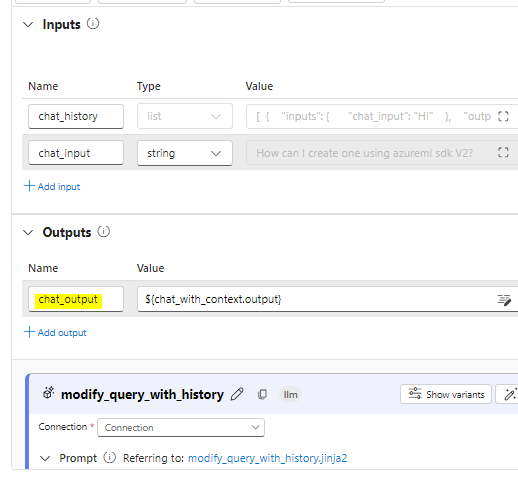 Inputs
Name Type Value
chat_history list [ { "inputs": { "chat_input": "Hi" }, "outp
chat_input string How can I create one using azureml sdk V2?
Add input
Outputs
Name Value
chat_output ${chat_with_context.output}
Add output
modify_query_with_history llm Show variants
Connection * Connection
Prompt Referring to: modify_query_with_history.jinja2